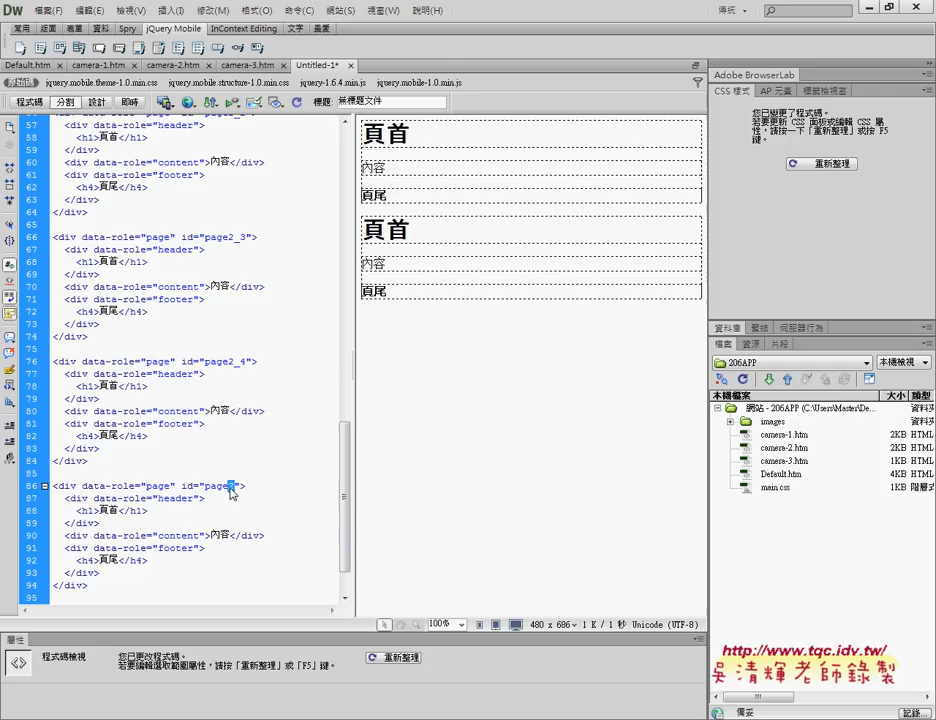 Dw 檔案(F) 編輯(E) 檢視(V) 插入(I) 修改(M) 格式(O) 命令(C) 網站(S) 視窗(W) 說明(H)
常用 版面 表單 資料 Spry jQuery Mobile InContext Editing 文字 最愛
Default.htm × camera-1.htm × camera-2.htm × camera-3.htm × Untitled-1* ×
原始碼 jquery.mobile.theme-1.0.min.css jquery.mobile.structure-1.0.min.css jquery-1.6.4.min.js jquery.mobile-1.0.min.js
程式碼 分割 設計 即時 標題: 無標題文件
57 <div data-role="header">
58 <h1>頁首</h1>
59 </div>
60 <div data-role="content">內容</div>
61 <div data-role="footer">
62 <h4>頁尾</h4>
63 </div>
64 </div>
65
66 <div data-role="page" id="page2_3">
67 <div data-role="header">
68 <h1>頁首</h1>
69 </div>
70 <div data-role="content">內容</div>
71 <div data-role="footer">
72 <h4>頁尾</h4>
73 </div>
74 </div>
75
76 <div data-role="page" id="page2_4">
77 <div data-role="header">
78 <h1>頁首</h1>
79 </div>
80 <div data-role="content">內容</div>
81 <div data-role="footer">
82 <h4>頁尾</h4>
83 </div>
84 </div>
85
86 <div data-role="page" id="page2">
87 <div data-role="header">
88 <h1>頁首</h1>
89 </div>
90 <div data-role="content">內容</div>
91 <div data-role="footer">
92 <h4>頁尾</h4>
93 </div>
94 </div>
95
頁首
內容
頁尾
頁首
內容
頁尾
100% 480 x 686 1 K / 1 秒 Unicode (UTF-8)
屬性
程式碼檢視
您已更改程式碼。
若要編輯選取範圍屬性，請按「重新整理」或「F5」鍵。
重新整理
Adobe BrowserLab
CSS 樣式 AP 元素 標籤檢視窗
您已變更了程式碼。
若要更新 CSS 面板或編輯 CSS 屬性，請按一下「重新整理」或按 F5 鍵。
重新整理
資料庫 繫結 伺服器行為
檔案 資源 片段
206APP 本機檢視
本機檔案 大小 類型
網站 - 206APP (C:\Users\Master\De... 資料夾
images 資料夾
camera-1.htm 2KB HTML
camera-2.htm 2KB HTML
camera-3.htm 1KB HTML
Default.htm 4KB HTML
main.css 1KB 階層式
http://www.tqc.idv.tw/
吳清輝老師錄製
備妥 記錄...